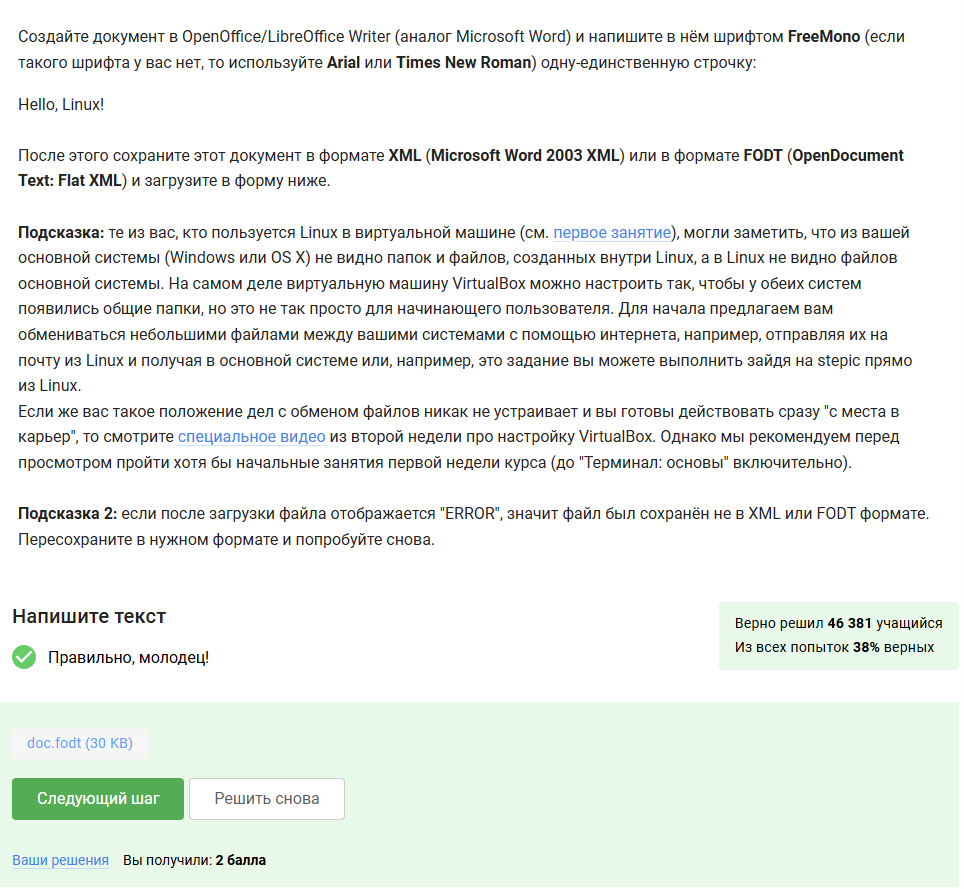 Создайте документ в OpenOffice/LibreOffice Writer (аналог Microsoft Word) и напишите в нём шрифтом FreeMono (если
такого шрифта у вас нет, то используйте Arial или Times New Roman) одну-единственную строчку:
Hello, Linux!
После этого сохраните этот документ в формате XML (Microsoft Word 2003 XML) или в формате FODT (OpenDocument
Text: Flat XML) и загрузите в форму ниже.
Подсказка: те из вас, кто пользуется Linux в виртуальной машине (см. первое занятие), могли заметить, что из вашей
основной системы (Windows или OS X) не видно папок и файлов, созданных внутри Linux, а в Linux не видно файлов
основной системы. На самом деле виртуальную машину VirtualBox можно настроить так, чтобы у обеих систем
появились общие папки, но это не так просто для начинающего пользователя. Для начала предлагаем вам
обмениваться небольшими файлами между вашими системами с помощью интернета, например, отправляя их на
почту из Linux и получая в основной системе или, например, это задание вы можете выполнить зайдя на stepic прямо
из Linux.
Если же вас такое положение дел с обменом файлов никак не устраивает и вы готовы действовать сразу "с места в
карьер", то смотрите специальное видео из второй недели про настройку VirtualBox. Однако мы рекомендуем перед
просмотром пройти хотя бы начальные занятия первой недели курса (до "Терминал: основы" включительно).
Подсказка 2: если после загрузки файла отображается "ERROR", значит файл был сохранён не в XML или FODT формате.
Пересохраните в нужном формате и попробуйте снова.
Напишите текст
Верно решил 46 381 учащийся
Из всех попыток 38% верных
Правильно, молодец!
doc.fodt (30 KB)
Следующий шаг Решить снова
Ваши решения Вы получили: 2 балла